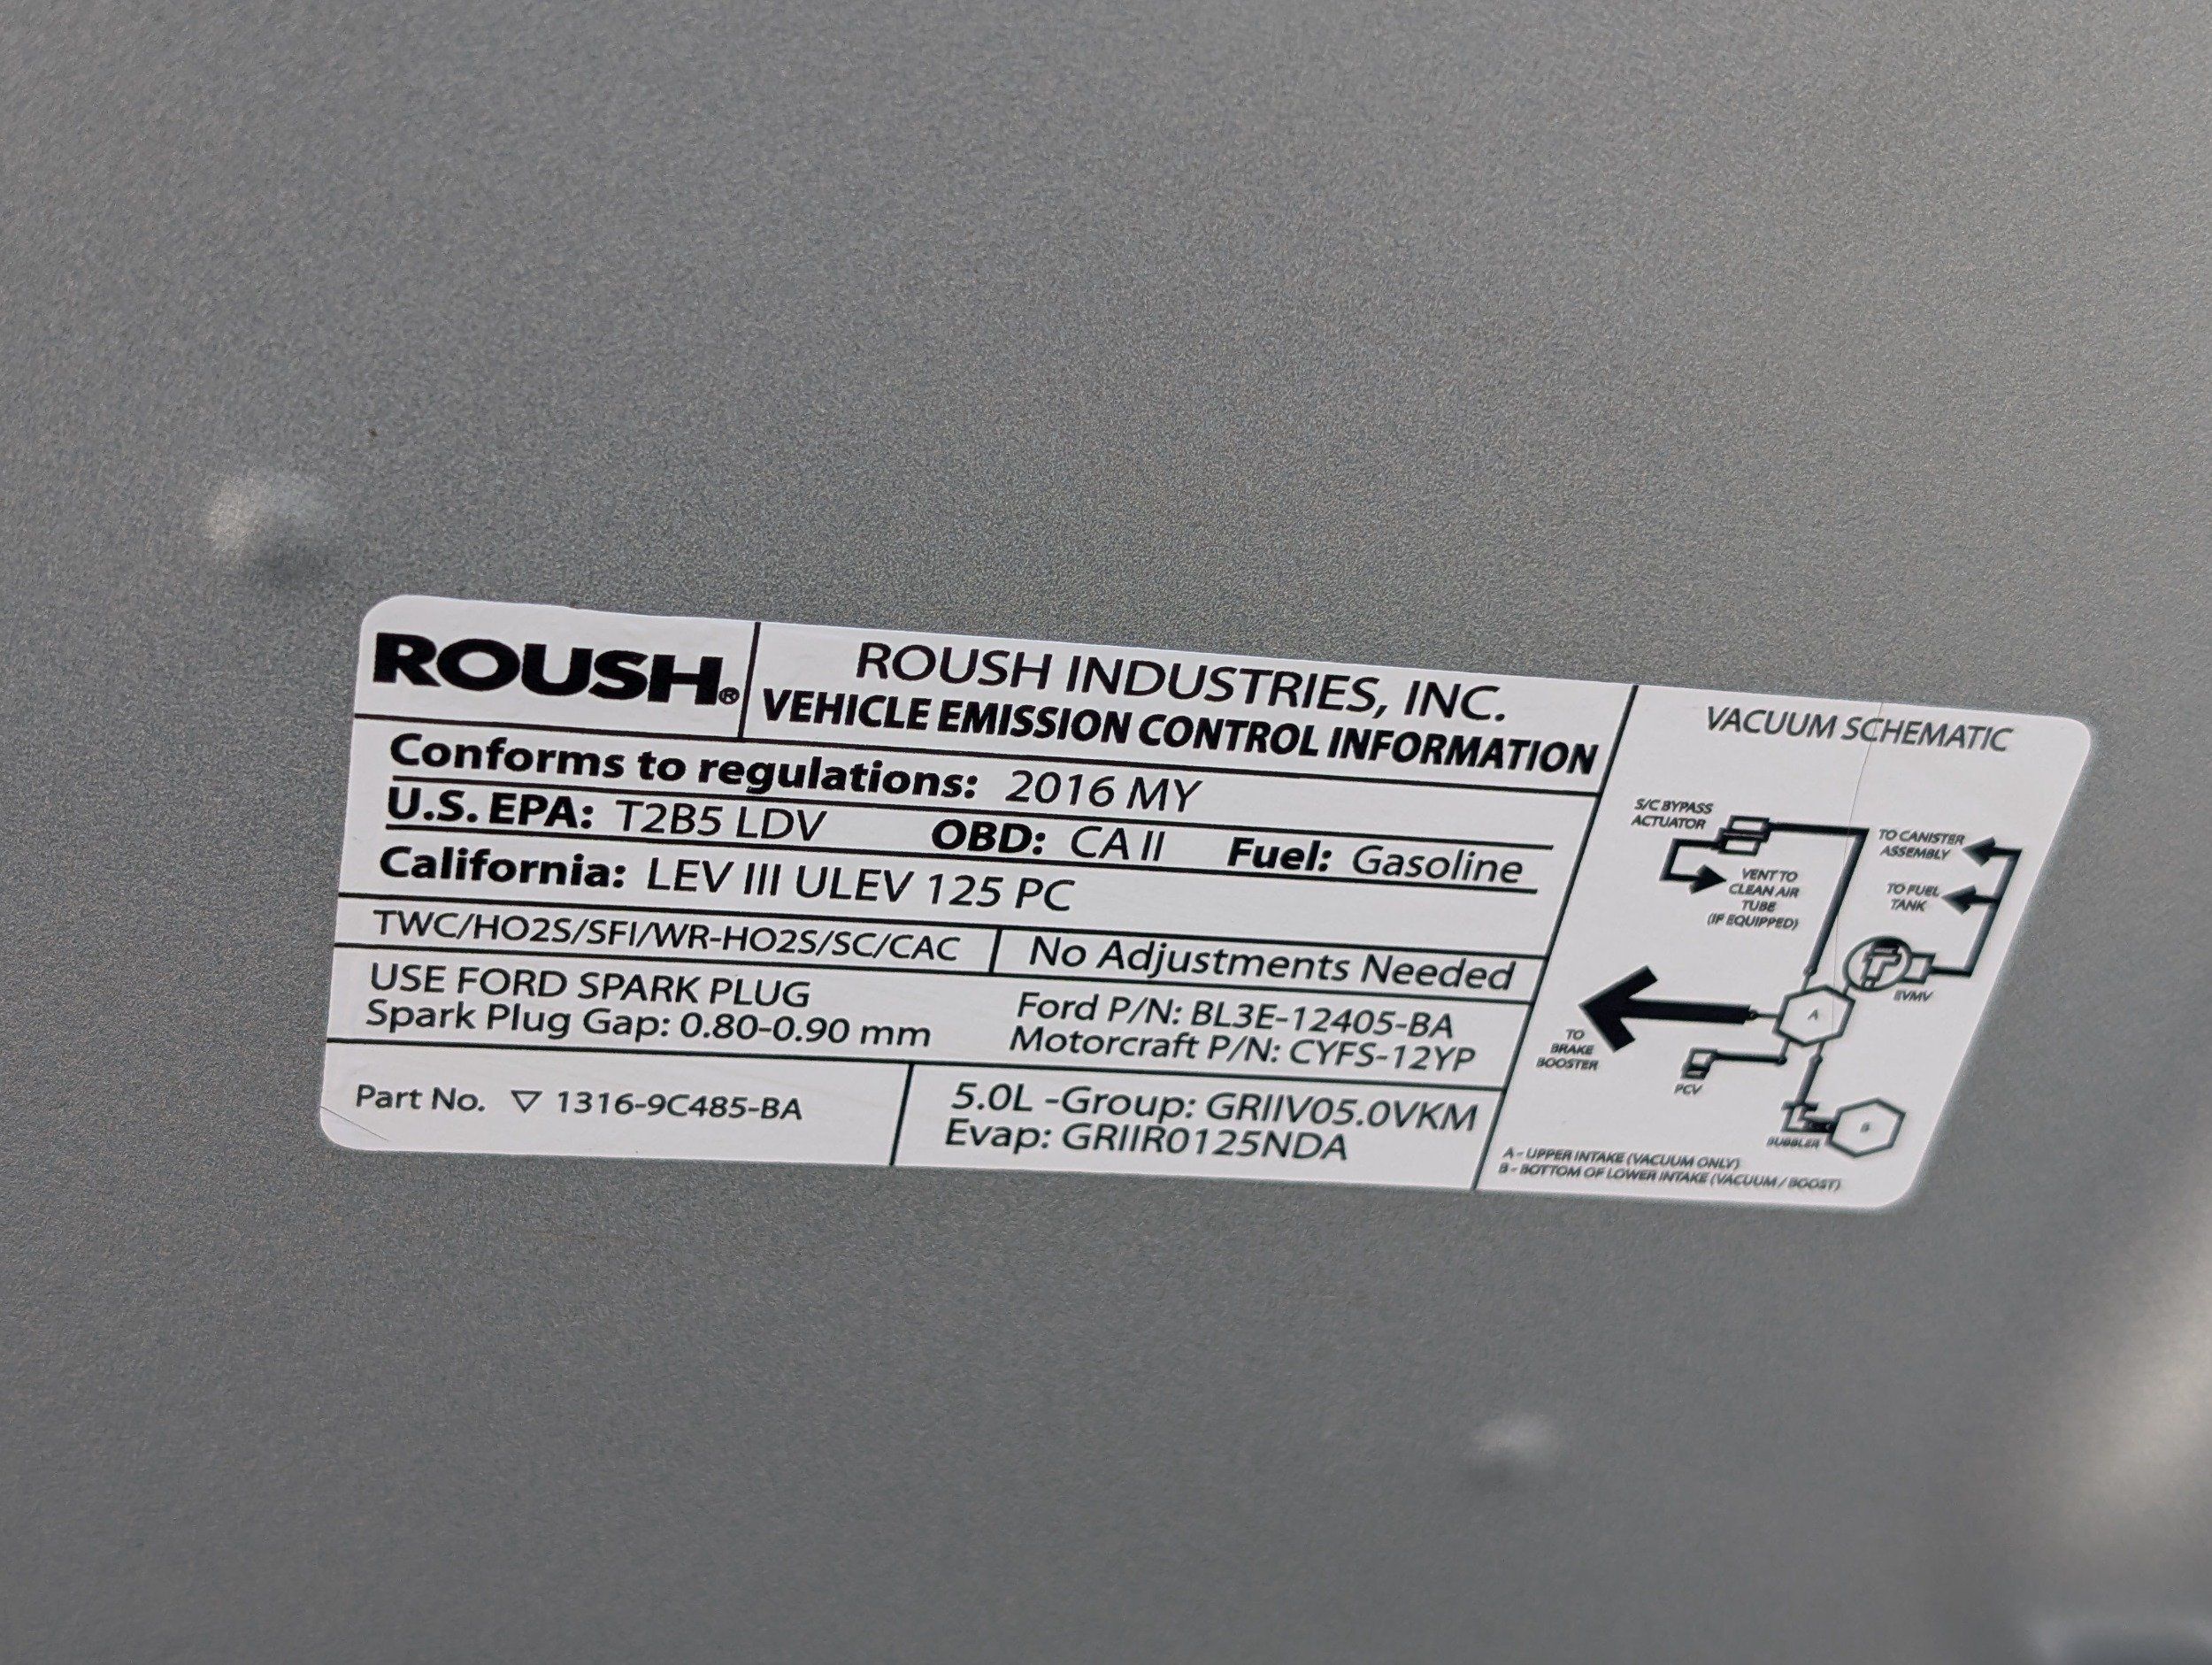 ROUSH®
ROUSH INDUSTRIES, INC.
VEHICLE EMISSION CONTROL INFORMATION
Conforms to regulations: 2016 MY
U.S. EPA: T2B5 LDV OBD: CA II Fuel: Gasoline
California: LEV III ULEV 125 PC
TWC/HO2S/SFI/WR-HO2S/SC/CAC
No Adjustments Needed
USE FORD SPARK PLUG
Spark Plug Gap: 0.80-0.90 mm
Ford P/N: BL3E-12405-BA
Motorcraft P/N: CYFS-12YP
Part No. ▽ 1316-9C485-BA
5.0L -Group: GRIIV05.0VKM
Evap: GRIIR0125NDA
VACUUM SCHEMATIC
S/C BYPASS
ACTUATOR
VENT TO
CLEAN AIR
TUBE
(IF EQUIPPED)
TO CANISTER
ASSEMBLY
TO FUEL
TANK
EVMV
A
TO
BRAKE
BOOSTER
PCV
BUBBLER
B
A - UPPER INTAKE (VACUUM ONLY)
B - BOTTOM OF LOWER INTAKE (VACUUM / BOOST)